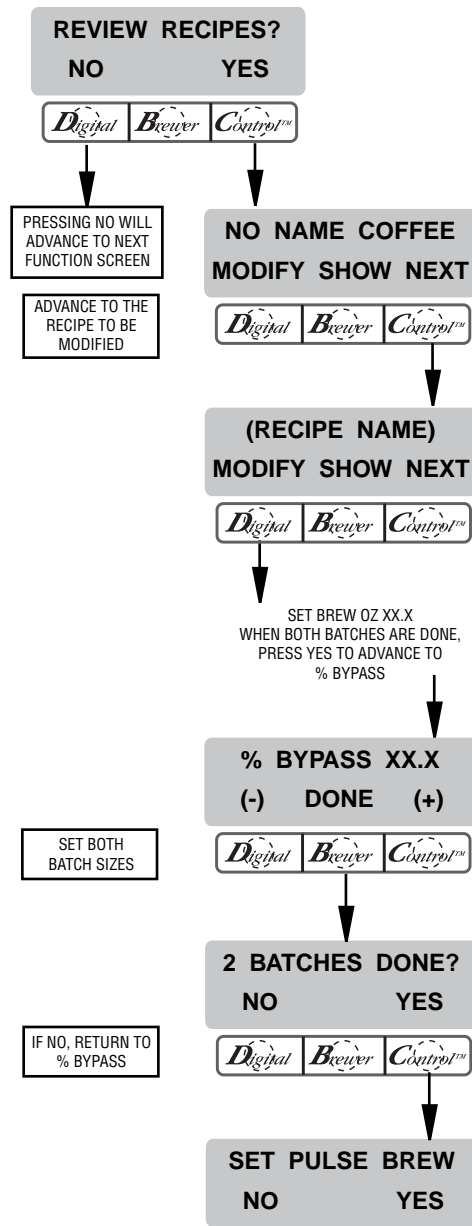 REVIEW RECIPES?
NO YES
Digital Brewer Control™
PRESSING NO WILL
ADVANCE TO NEXT
FUNCTION SCREEN
NO NAME COFFEE
MODIFY SHOW NEXT
ADVANCE TO THE
RECIPE TO BE
MODIFIED
Digital Brewer Control™
(RECIPE NAME)
MODIFY SHOW NEXT
Digital Brewer Control™
SET BREW OZ XX.X
WHEN BOTH BATCHES ARE DONE,
PRESS YES TO ADVANCE TO
% BYPASS
% BYPASS XX.X
(-) DONE (+)
SET BOTH
BATCH SIZES
Digital Brewer Control™
2 BATCHES DONE?
NO YES
IF NO, RETURN TO
% BYPASS
Digital Brewer Control™
SET PULSE BREW
NO YES